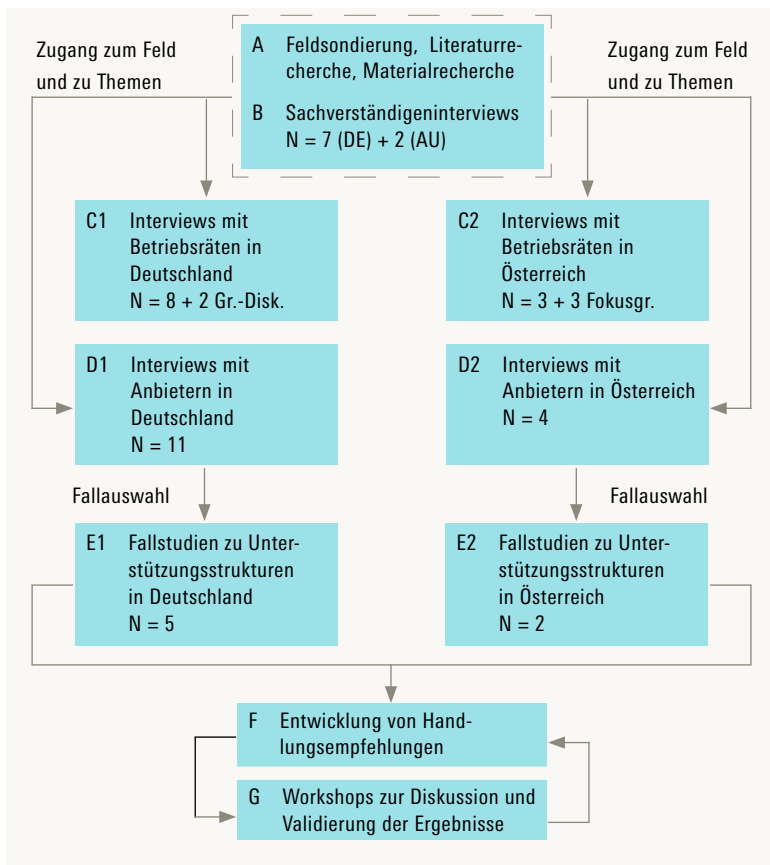 Zugang zum Feld
und zu Themen
A Feldsondierung, Literaturre-
cherche, Materialrecherche
B Sachverständigeninterviews
N = 7 (DE) + 2 (AU)
Zugang zum Feld
und zu Themen
C1 Interviews mit
Betriebsräten in
Deutschland
N = 8 + 2 Gr.-Disk.
C2 Interviews mit
Betriebsräten in
Österreich
N = 3 + 3 Fokusgr.
D1 Interviews mit
Anbietern in
Deutschland
N = 11
D2 Interviews mit
Anbietern in Österreich
N = 4
Fallauswahl
Fallauswahl
E1 Fallstudien zu Unter-
stützungsstrukturen
in Deutschland
N = 5
E2 Fallstudien zu Unter-
stützungsstrukturen
in Österreich
N = 2
F Entwicklung von Hand-
lungsempfehlungen
G Workshops zur Diskussion und
Validierung der Ergebnisse